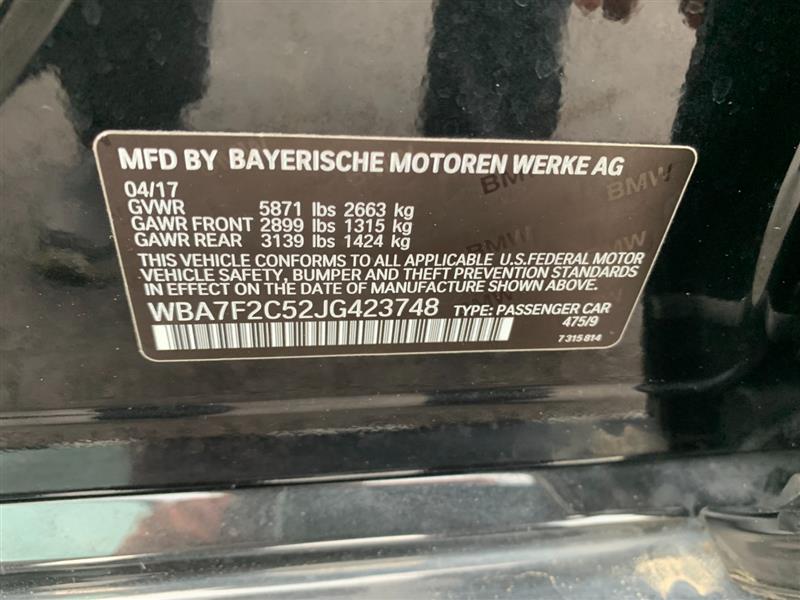 MFD BY BAYERISCHE MOTOREN WERKE AG
04/17
GVWR 5871 lbs 2663 kg
GAWR FRONT 2899 lbs 1315 kg
GAWR REAR 3139 lbs 1424 kg
THIS VEHICLE CONFORMS TO ALL APPLICABLE U.S.FEDERAL MOTOR
VEHICLE SAFETY, BUMPER AND THEFT PREVENTION STANDARDS
IN EFFECT ON THE DATE OF MANUFACTURE SHOWN ABOVE.
WBA7F2C52JG423748 TYPE: PASSENGER CAR
475/9
7 315 814
BMW
BMW
BMW